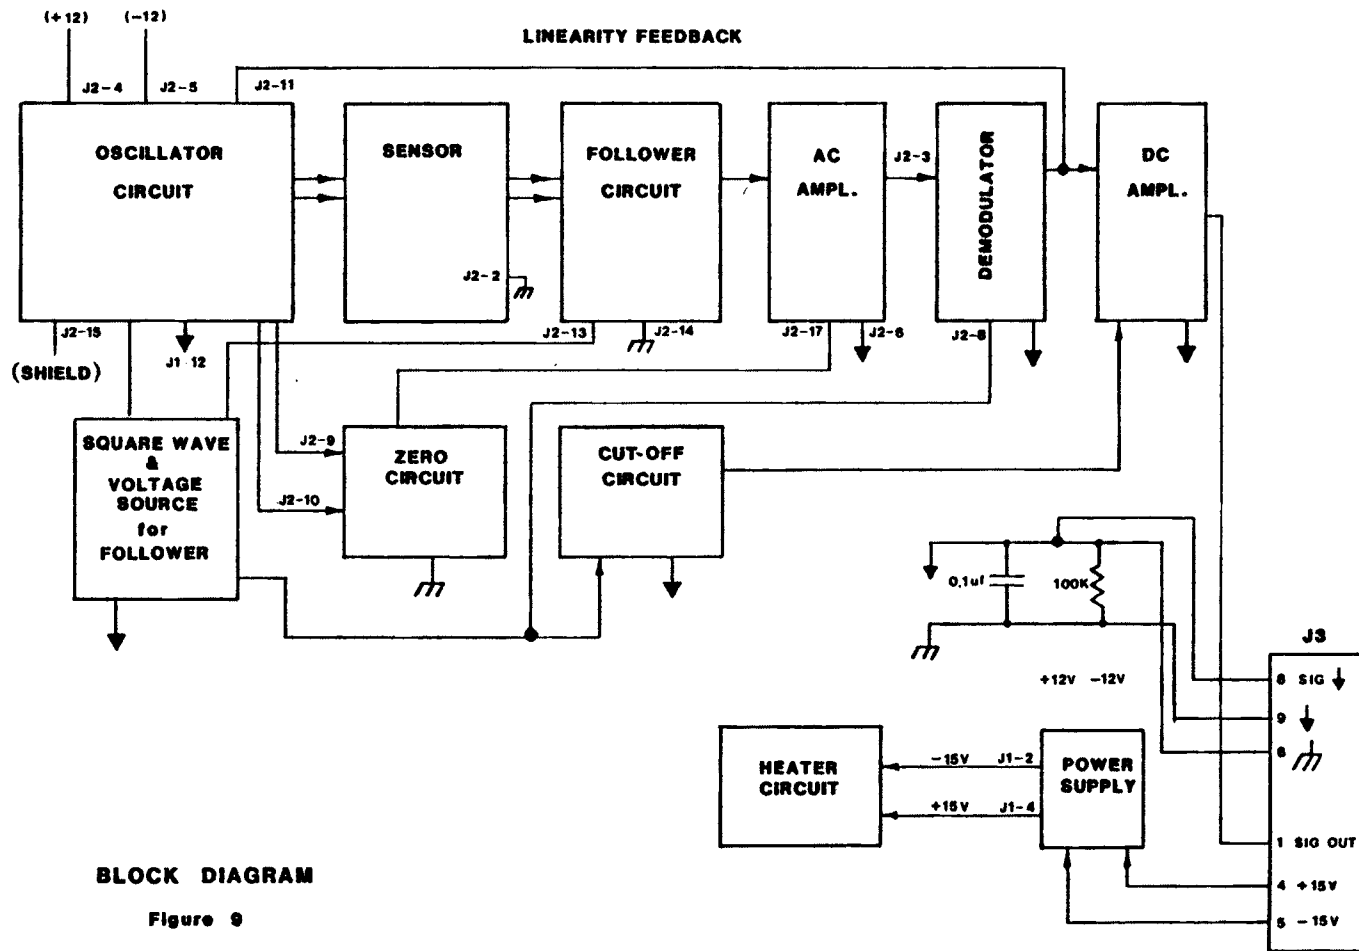 (+12) (-12)
LINEARITY FEEDBACK
J2-4 J2-5 J2-11
OSCILLATOR
CIRCUIT
SENSOR
FOLLOWER
CIRCUIT
AC
AMPL.
J2-3
DEMODULATOR
DC
AMPL.
J2-2
J2-15
(SHIELD)
J1-12
J2-13
J2-14
J2-17
J2-6
J2-8
SQUARE WAVE
&
VOLTAGE
SOURCE
for
FOLLOWER
J2-9
J2-10
ZERO
CIRCUIT
CUT-OFF
CIRCUIT
0.1uf
100K
J3
8 SIG
9
6
1 SIG OUT
4 +15V
5 -15V
+12V -12V
HEATER
CIRCUIT
-15V J1-2
+15V J1-4
POWER
SUPPLY
BLOCK DIAGRAM
Figure 9